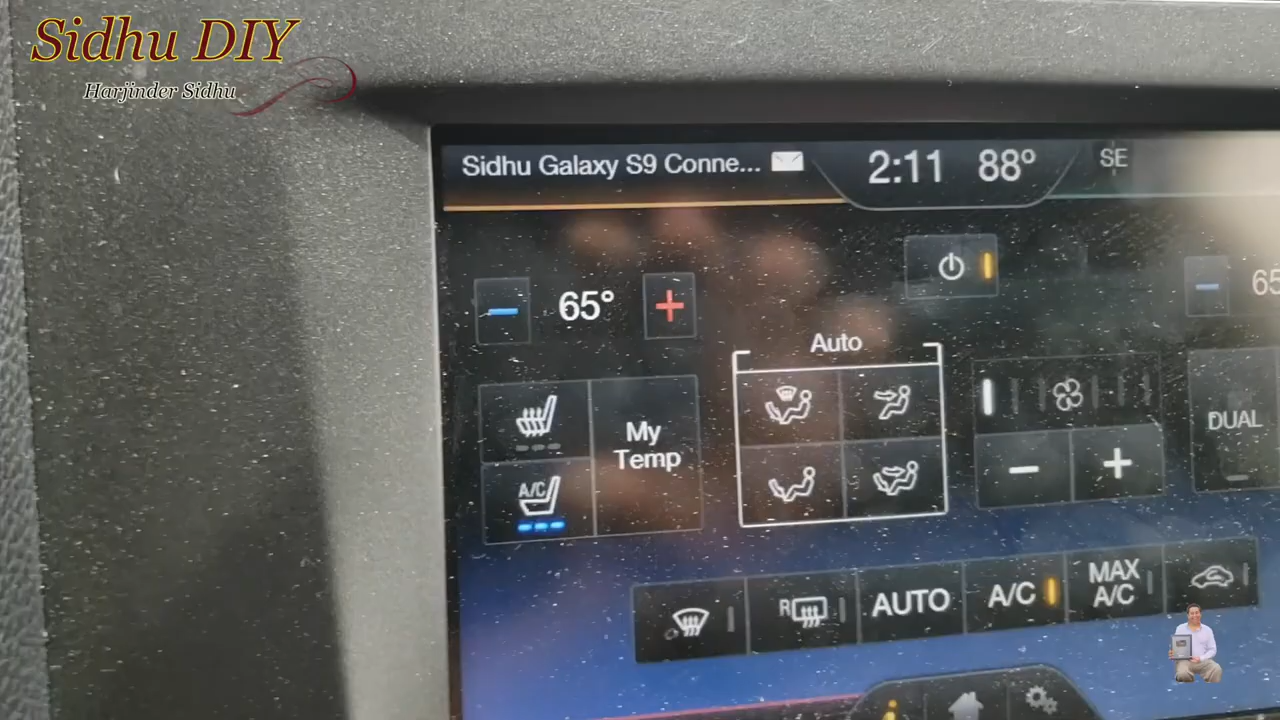 Sidhu DIY
Harjinder Sidhu
Sidhu Galaxy S9 Conne...
2:11 88° SE
65°
65
Auto
My
Temp
A/C
DUAL
R
AUTO
A/C
MAX
A/C